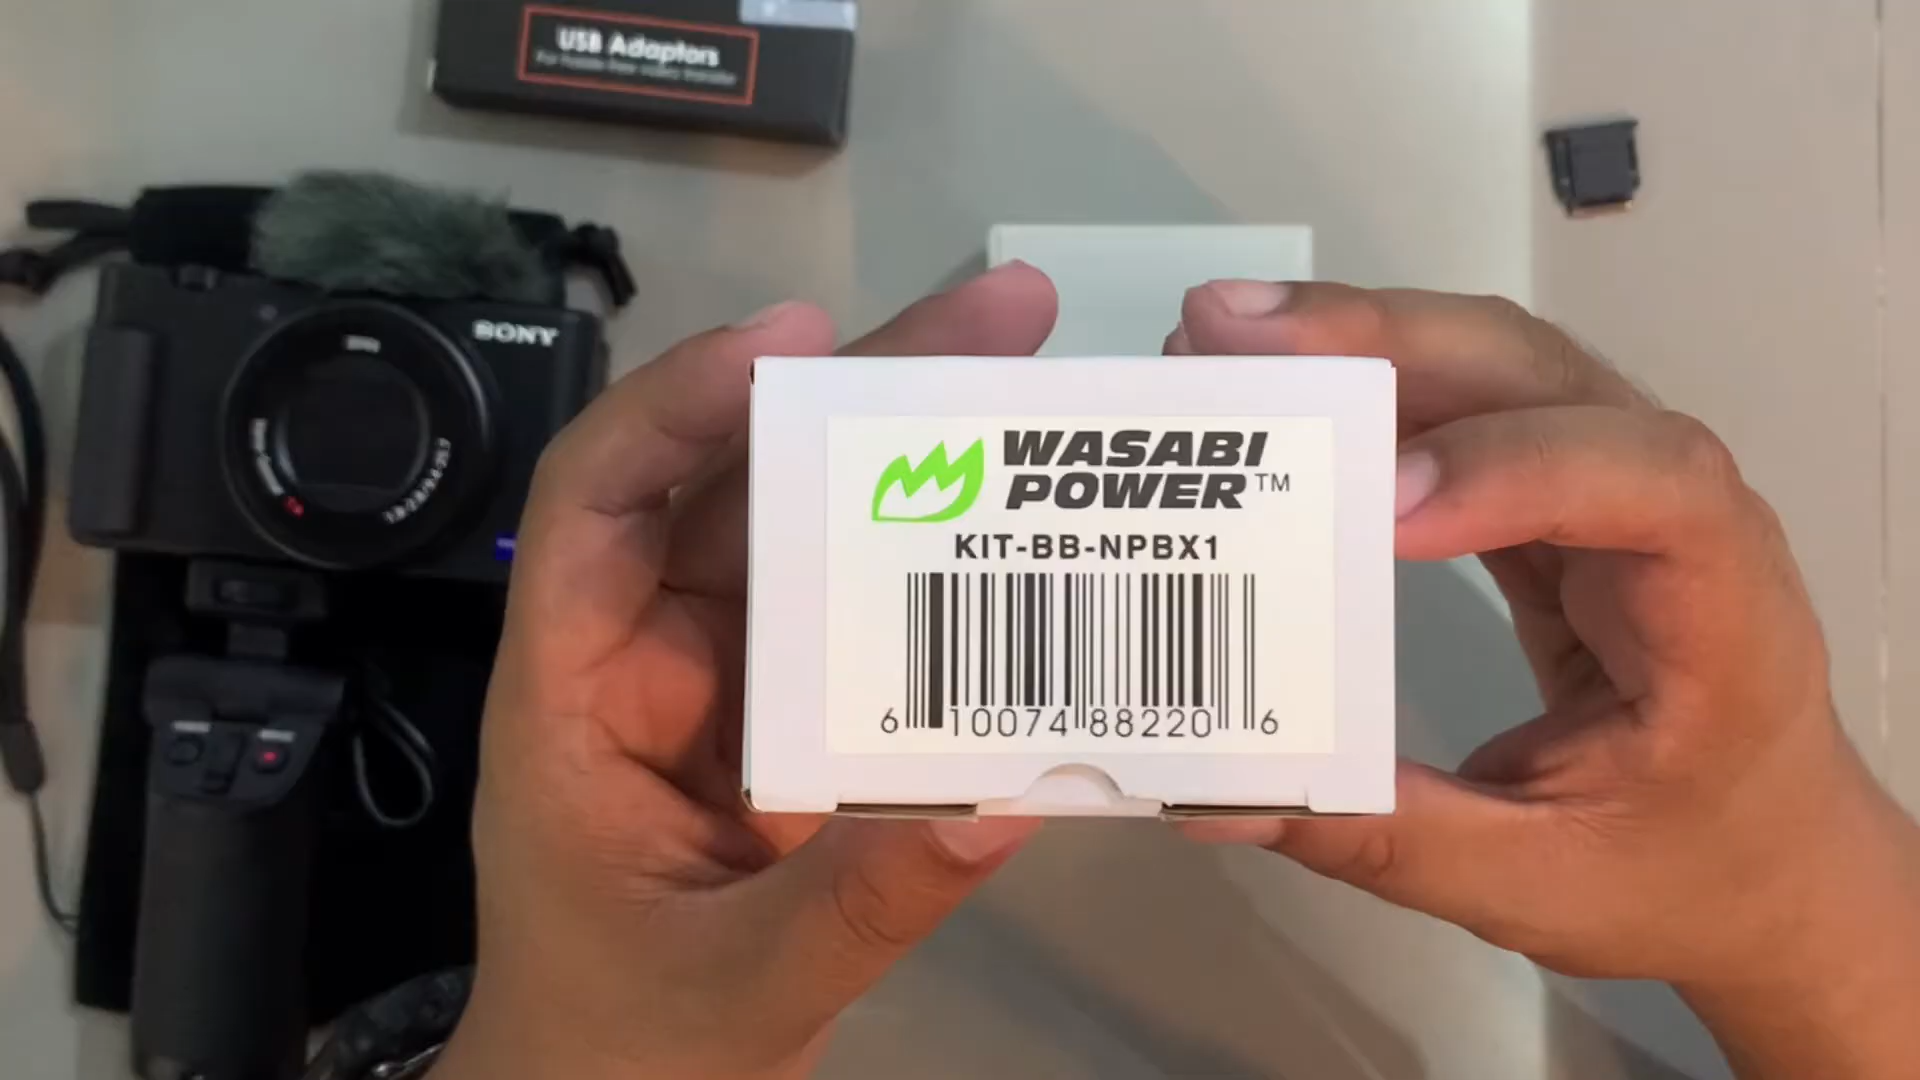 USB Adaptors
SONY
WASABI
POWER™
KIT-BB-NPBX1
6 10074 88220 6